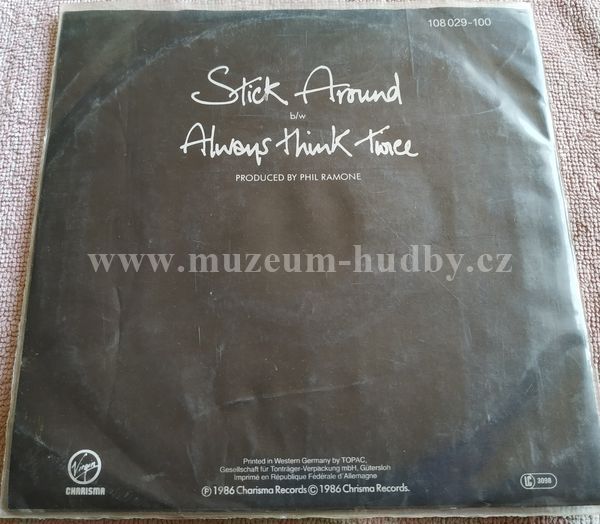 108 029-100
Stick Around
b/w
Always think twice
PRODUCED BY PHIL RAMONE
www.muzeum-hudby.cz
Virgin
CHARISMA
Printed in Western Germany by TOPAC,
Gesellschaft für Tonträger-Verpackung mbH, Gütersloh
Imprimé en République Fédérale d'Allemagne
℗ 1986 Charisma Records © 1986 Chrisma Records.
LC 3098